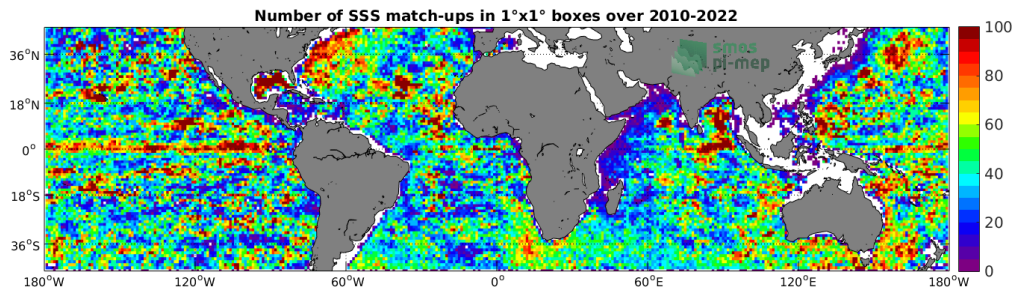 Number of SSS match-ups in 1°x1° boxes over 2010-2022
smos
pi-mep
36°N
18°N
0°
18°S
36°S
180°W
120°W
60°W
0°
60°E
120°E
180°W
100
80
60
40
20
0